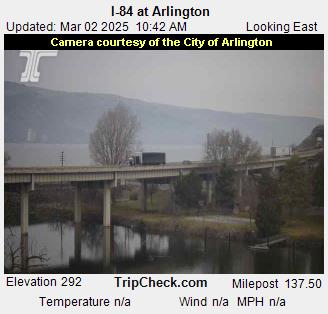 I-84 at Arlington
Updated: Mar 02 2025 10:42 AM Looking East
Camera courtesy of the City of Arlington
Elevation 292 TripCheck.com Milepost 137.50
Temperature n/a Wind n/a MPH n/a